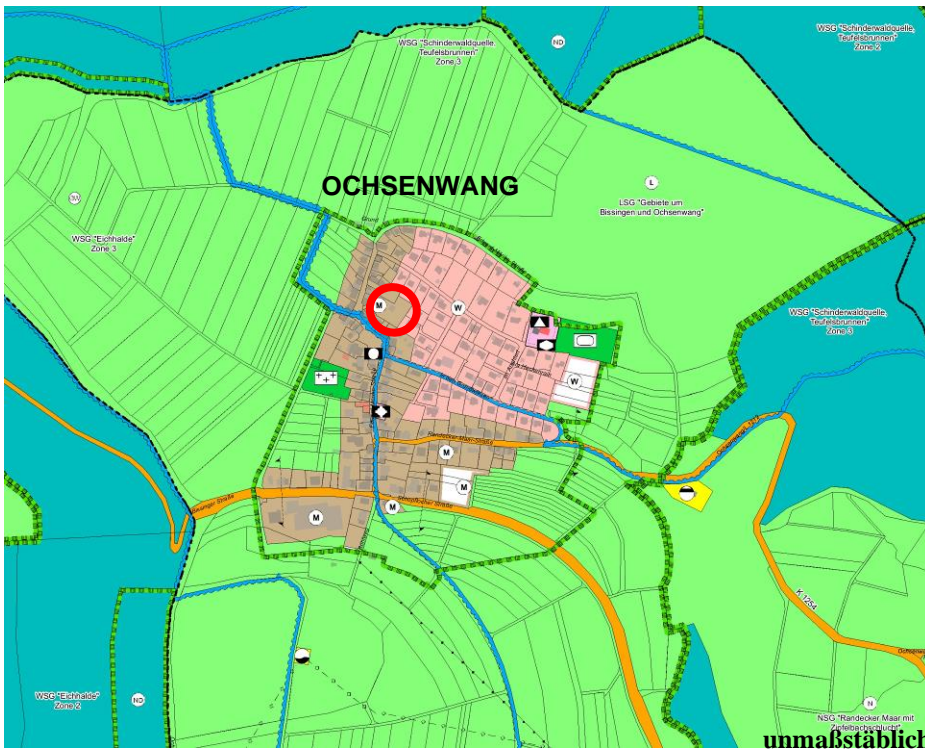 WSG "Schinderwaldquelle,
Teufelsbrunnen"
Zone 3
ND
WSG "Schinderwaldquelle,
Teufelsbrunnen"
Zone 2
OCHSENWANG
L
LSG "Gebiete um
Bissingen und Ochsenwang"
WSG "Eichhalde"
Zone 3
M
W
WSG "Schinderwaldquelle,
Teufelsbrunnen"
Zone 3
W
Randecker-Maar-Straße
M
M
Bissinger Straße
M
M
K 1254
WSG "Eichhalde"
Zone 2
ND
N
NSG "Randecker Maar mit
Zipfelbachschlucht"
unmaßstäblich